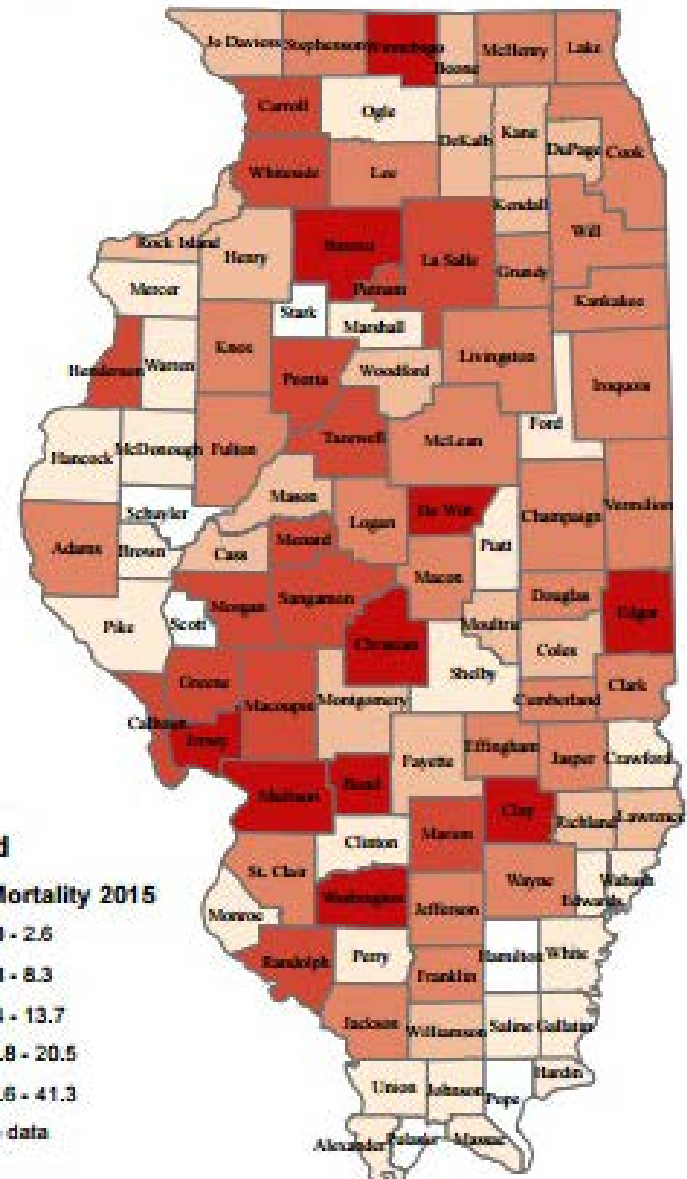 Jo Daviess Stephenson Winnebago Boone McHenry Lake
Carroll Ogle DeKalb Kane DuPage Cook
Whiteside Lee Kendall Will
Rock Island Henry Bureau La Salle Grundy
Mercer Putnam Kankakee
Stark Marshall
Henderson Warren Knox Peoria Woodford Livingston Iroquois
Ford
Hancock McDonough Fulton Tazewell McLean
Mason Vermilion
Schuyler Logan De Witt Champaign
Adams Brown Cass Menard Piatt
Macon Douglas
Pike Scott Morgan Sangamon Moultrie Edgar
Christian Coles
Shelby
Greene Macoupin Montgomery Cumberland Clark
Calhoun Jersey
Fayette Effingham Jasper Crawford
Madison Bond Clay
Richland Lawrence
Clinton Marion
St. Clair Wayne Edwards Wabash
Monroe Washington Jefferson
Randolph Perry Hamilton White
Franklin
Jackson Williamson Saline Gallatin
Union Johnson Pope Hardin
Alexander Pulaski Massac
d
Mortality 2015
- 2.6
- 8.3
- 13.7
.8 - 20.5
.6 - 41.3
data